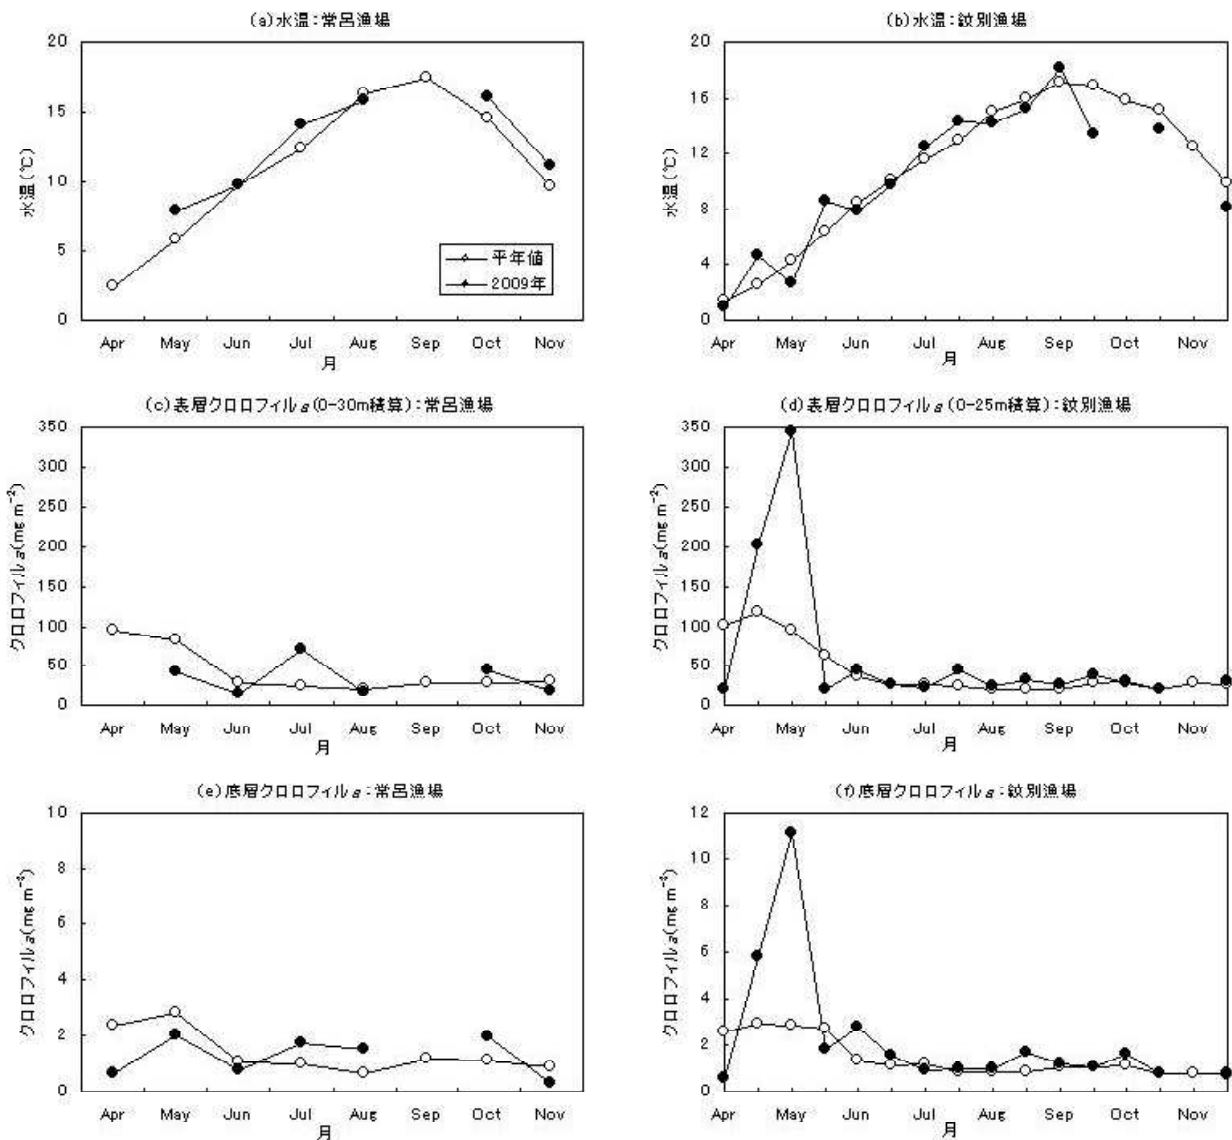 (a)水温:常呂漁場
20
15
10
5
0
水温(℃)
Apr May Jun Jul Aug Sep Oct Nov
月
平年値
2009年
(b)水温:紋別漁場
20
16
12
8
4
0
水温(℃)
Apr May Jun Jul Aug Sep Oct Nov
月
(c)表層クロロフィルa(0-30m積算):常呂漁場
350
300
250
200
150
100
50
0
クロロフィルa(mg m⁻²)
Apr May Jun Jul Aug Sep Oct Nov
月
(d)表層クロロフィルa(0-25m積算):紋別漁場
350
300
250
200
150
100
50
0
クロロフィルa(mg m⁻²)
Apr May Jun Jul Aug Sep Oct Nov
月
(e)底層クロロフィルa:常呂漁場
10
8
6
4
2
0
クロロフィルa(mg m⁻³)
Apr May Jun Jul Aug Sep Oct Nov
月
(f)底層クロロフィルa:紋別漁場
12
10
8
6
4
2
0
クロロフィルa(mg m⁻³)
Apr May Jun Jul Aug Sep Oct Nov
月